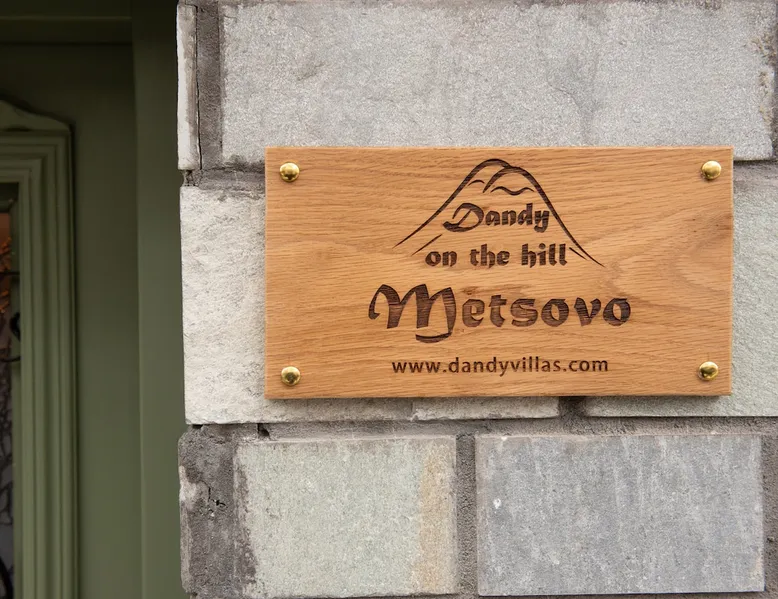 Dandy
on the hill
Metsovo
www.dandyvillas.com